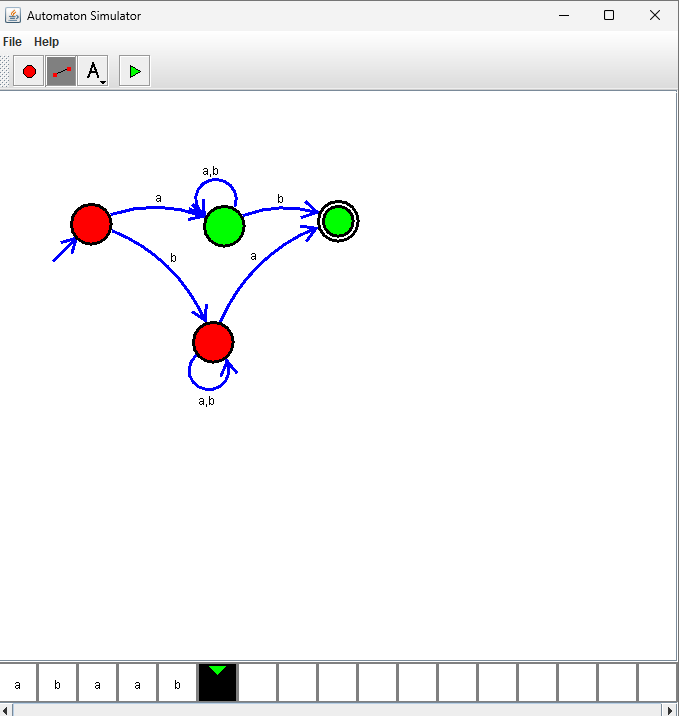 Automaton Simulator
File Help
A
a,b
a
b
b
a
a,b
a b a a b